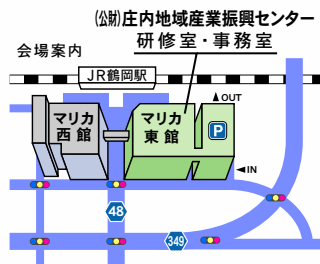 (公財)庄内地域産業振興センター
研修室・事務室
会場案内
JR鶴岡駅
OUT
マリカ
西館
マリカ
東館
P
IN
48
349